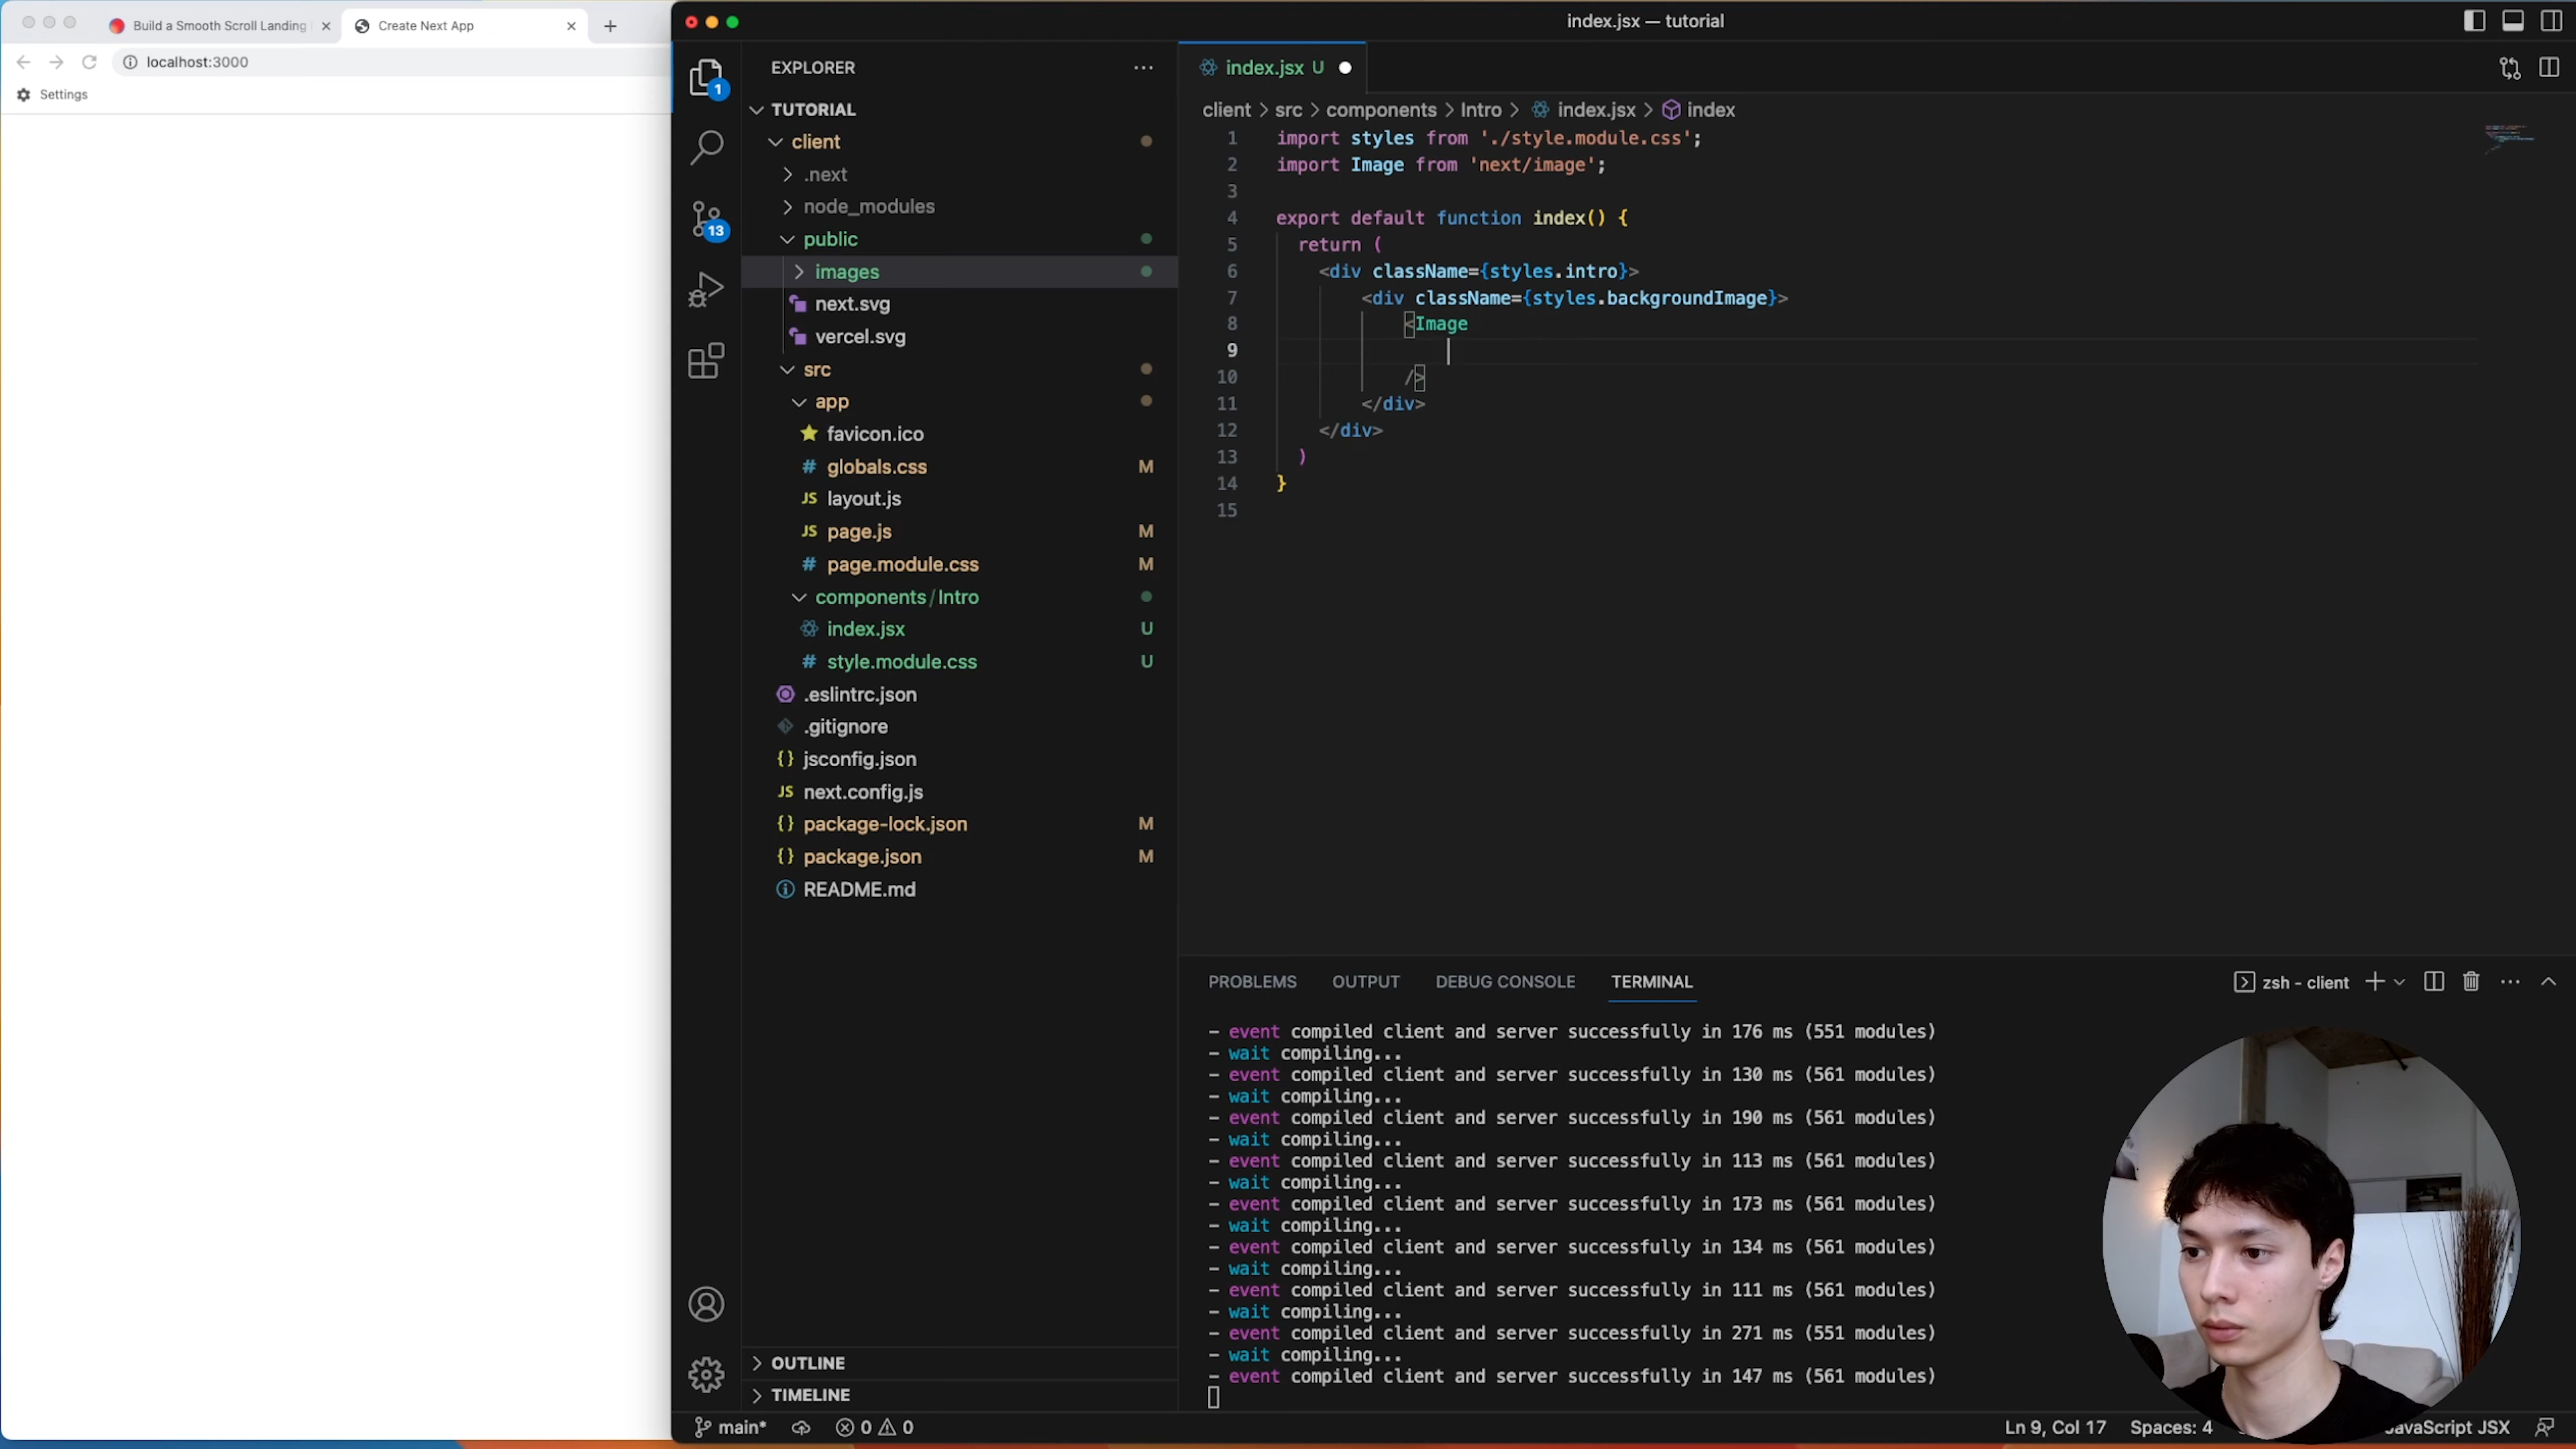 Build a Smooth Scroll Landing
Create Next App
localhost:3000
Settings
index.jsx — tutorial
EXPLORER
TUTORIAL
client
.next
node_modules
public
images
next.svg
vercel.svg
src
app
favicon.ico
globals.css M
layout.js
page.js M
page.module.css M
components/Intro
index.jsx U
style.module.css U
.eslintrc.json
.gitignore
jsconfig.json
next.config.js
package-lock.json M
package.json M
README.md
OUTLINE
TIMELINE
1
13
index.jsx U
client > src > components > Intro > index.jsx > index
1 import styles from './style.module.css';
2 import Image from 'next/image';
3
4 export default function index() {
5 return (
6 <div className={styles.intro}>
7 <div className={styles.backgroundImage}>
8 <Image
9
10 />
11 </div>
12 </div>
13 )
14 }
15
PROBLEMS OUTPUT DEBUG CONSOLE TERMINAL
zsh - client
- event compiled client and server successfully in 176 ms (551 modules)
- wait compiling...
- event compiled client and server successfully in 130 ms (561 modules)
- wait compiling...
- event compiled client and server successfully in 190 ms (561 modules)
- wait compiling...
- event compiled client and server successfully in 113 ms (561 modules)
- wait compiling...
- event compiled client and server successfully in 173 ms (561 modules)
- wait compiling...
- event compiled client and server successfully in 134 ms (561 modules)
- wait compiling...
- event compiled client and server successfully in 111 ms (561 modules)
- wait compiling...
- event compiled client and server successfully in 271 ms (551 modules)
- wait compiling...
- event compiled client and server successfully in 147 ms (561 modules)
main* 0 0
Ln 9, Col 17 Spaces: 4 JavaScript JSX